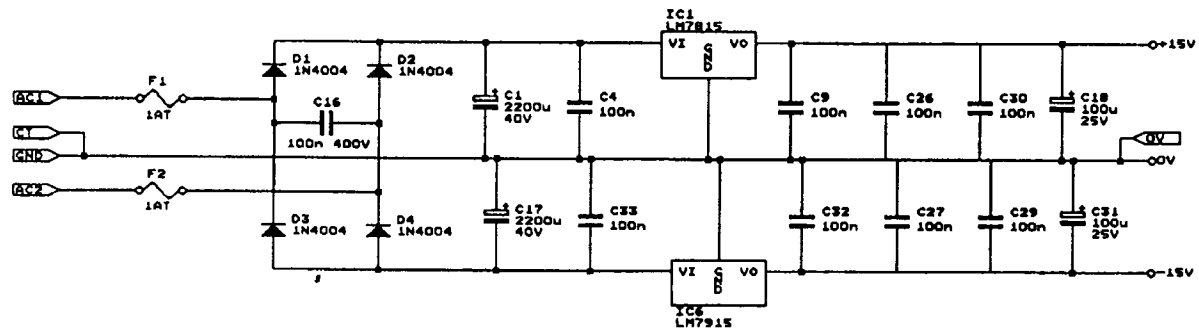 IC1
LM7815
VI
GND
VO
+15V
D1
1N4004
D2
1N4004
F1
1AT
AC1
C16
100n 400V
C1
2200u
40V
C4
100n
C9
100n
C26
100n
C30
100n
C18
100u
25V
CT
GND
0V
0V
AC2
F2
1AT
D3
1N4004
D4
1N4004
C17
2200u
40V
C33
100n
C32
100n
C27
100n
C29
100n
C31
100u
25V
VI
GND
VO
-15V
IC6
LM7915